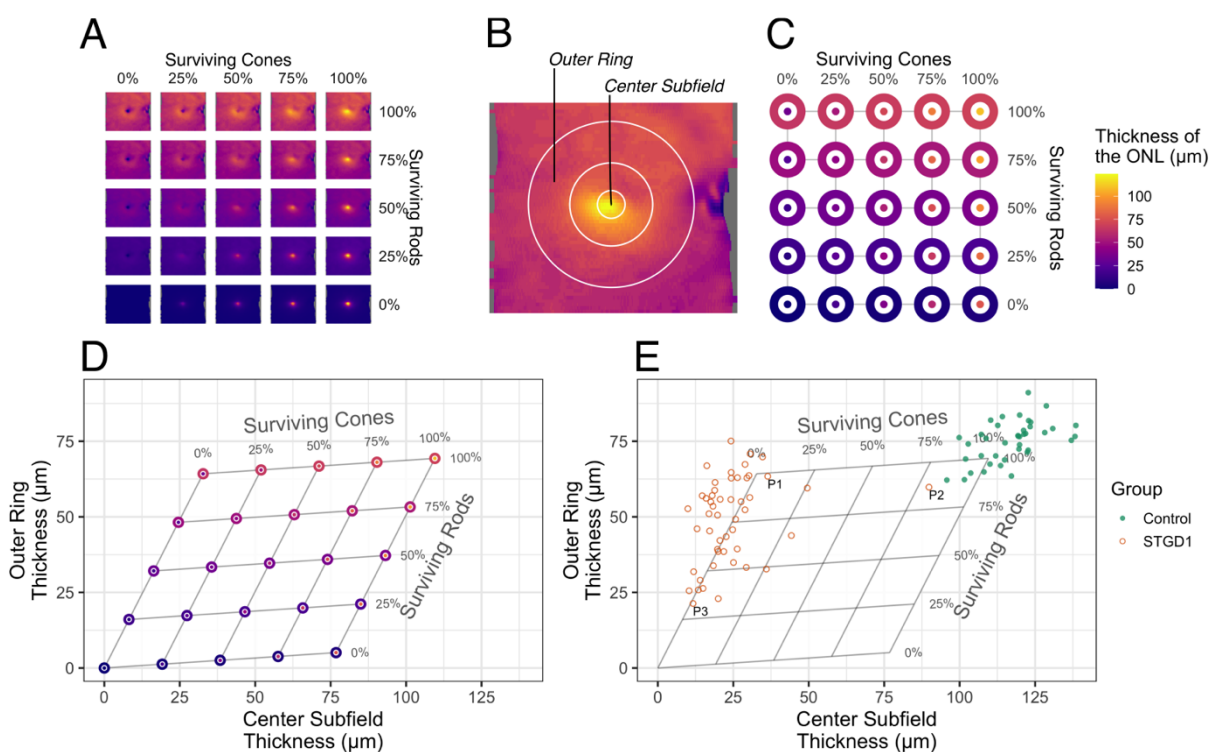 A
Surviving Cones
0% 25% 50% 75% 100%
100%
75%
50%
25%
0%
Surviving Rods
B
Outer Ring
Center Subfield
C
Surviving Cones
0% 25% 50% 75% 100%
100%
75%
50%
25%
0%
Surviving Rods
Thickness of
the ONL (µm)
100
75
50
25
0
D
Outer Ring
Thickness (µm)
75
50
25
0
Surviving Cones
0% 25% 50% 75% 100%
100%
75%
50%
25%
0%
Surviving Rods
0 25 50 75 100 125
Center Subfield
Thickness (µm)
E
Outer Ring
Thickness (µm)
75
50
25
0
Surviving Cones
0% 25% 50% 75% 100%
100%
75%
50%
25%
0%
Surviving Rods
P1
P2
P3
0 25 50 75 100 125
Center Subfield
Thickness (µm)
Group
Control
STGD1